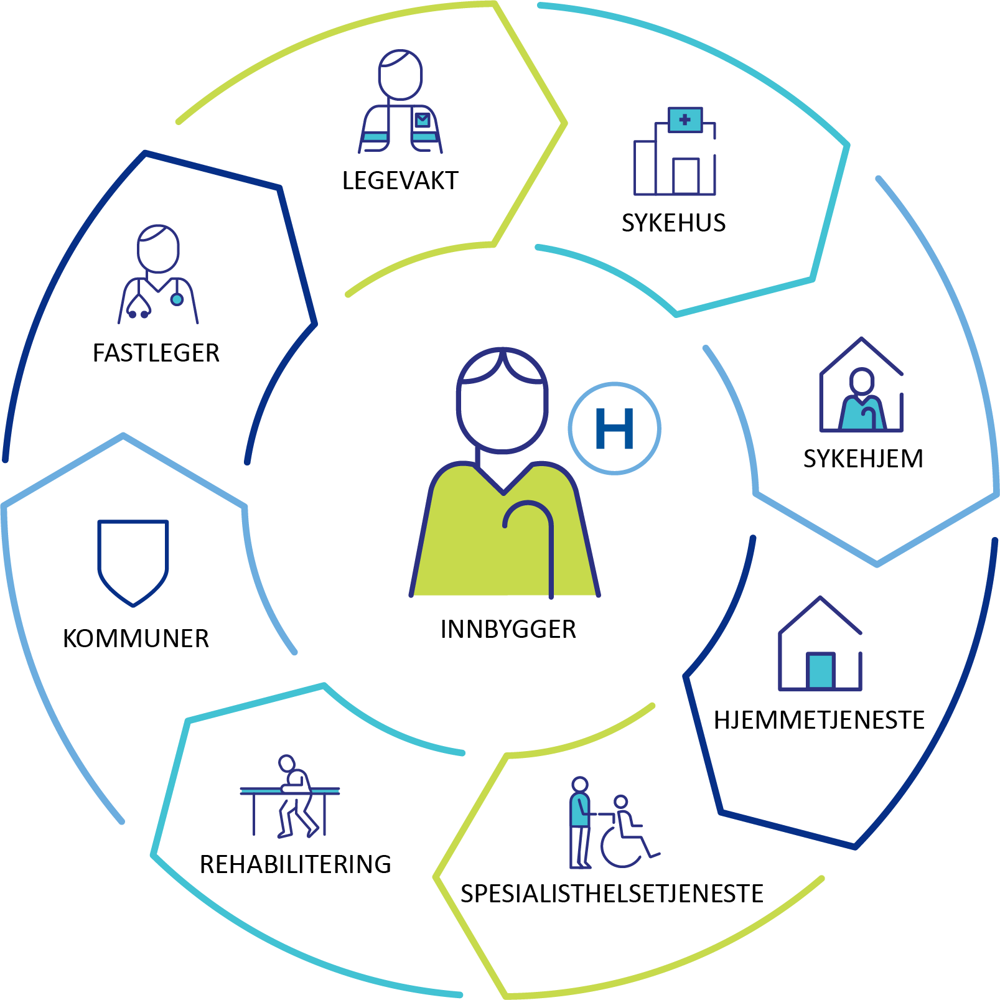 LEGEVAKT
SYKEHUS
FASTLEGER
SYKEHJEM
H
INNBYGGER
KOMMUNER
HJEMMETJENESTE
REHABILITERING
SPESIALISTHELSETJENESTE